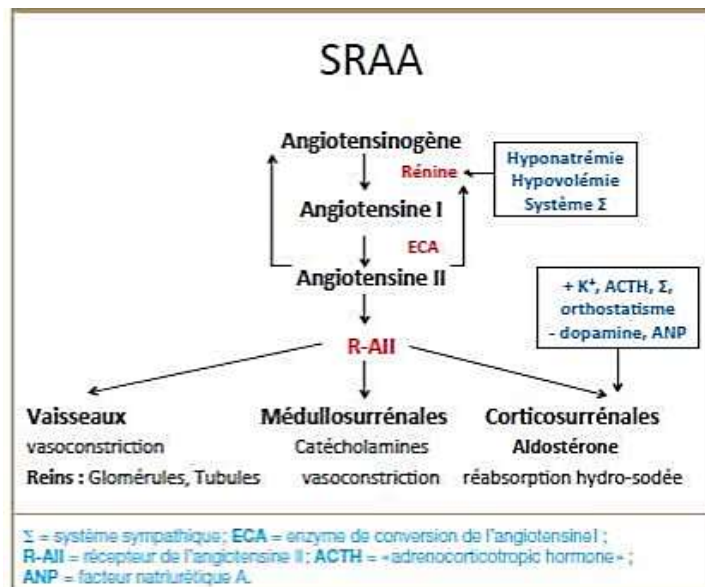 SRAA
Angiotensinogène
Rénine
Hyponatrémie
Hypovolémie
Système Σ
Angiotensine I
ECA
Angiotensine II
+ K⁺, ACTH, Σ,
orthostatisme
- dopamine, ANP
R-AII
Vaisseaux
vasoconstriction
Reins : Glomérules, Tubules
Médullosurrénales
Catécholamines
vasoconstriction
Corticosurrénales
Aldostérone
réabsorption hydro-sodée
Σ = système sympathique; ECA = enzyme de conversion de l'angiotensineI ;
R-AII = récepteur de l'angiotensine II; ACTH = «adrenocorticotropic hormone» ;
ANP = facteur natriurétique A.